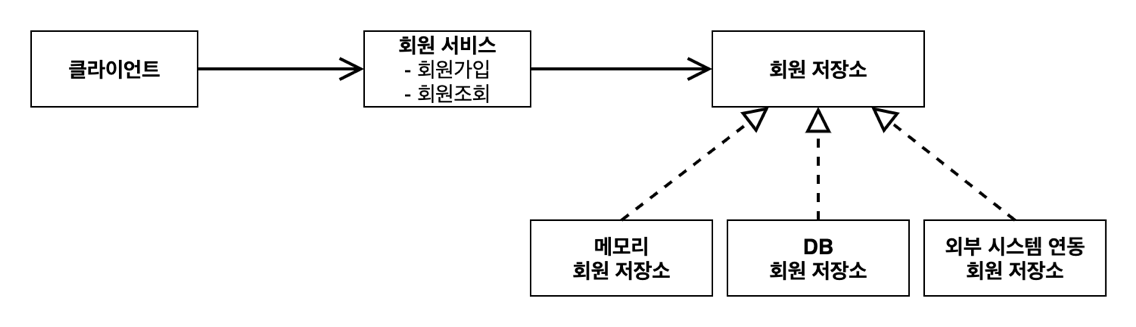 클라이언트
회원 서비스
- 회원가입
- 회원조회
회원 저장소
메모리
회원 저장소
DB
회원 저장소
외부 시스템 연동
회원 저장소